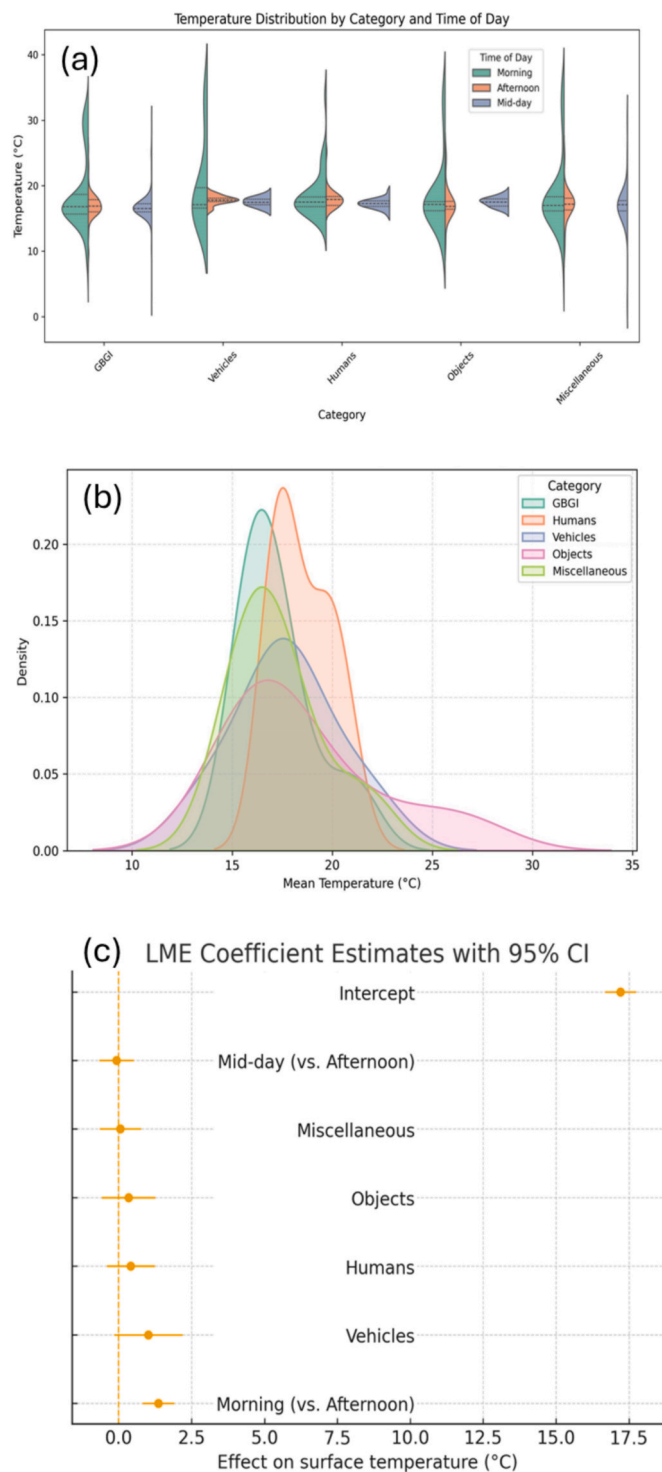 Temperature Distribution by Category and Time of Day
(a)
Time of Day
Morning
Afternoon
Mid-day
40
30
20
10
0
Temperature (°C)
GBGI
Vehicles
Humans
Objects
Miscellaneous
Category
(b)
Category
GBGI
Humans
Vehicles
Objects
Miscellaneous
0.20
0.15
0.10
0.05
0.00
Density
10 15 20 25 30 35
Mean Temperature (°C)
(c) LME Coefficient Estimates with 95% CI
Intercept
Mid-day (vs. Afternoon)
Miscellaneous
Objects
Humans
Vehicles
Morning (vs. Afternoon)
0.0 2.5 5.0 7.5 10.0 12.5 15.0 17.5
Effect on surface temperature (°C)